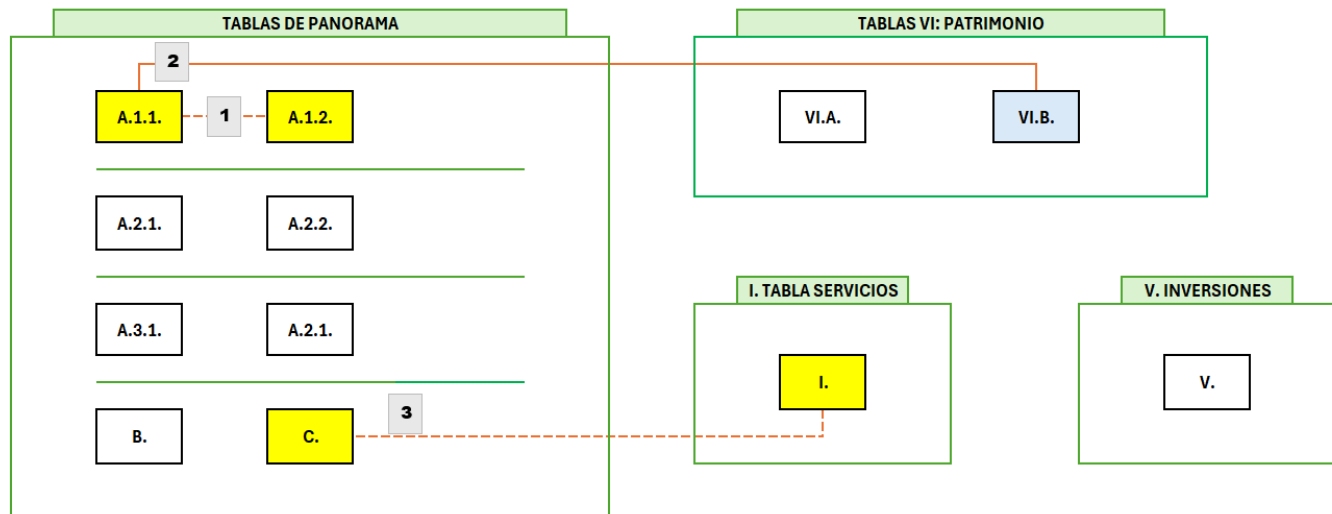 TABLAS DE PANORAMA
TABLAS VI: PATRIMONIO
2
A.1.1.
1
A.1.2.
VI.A.
VI.B.
A.2.1.
A.2.2.
I. TABLA SERVICIOS
V. INVERSIONES
A.3.1.
A.2.1.
I.
V.
3
B.
C.